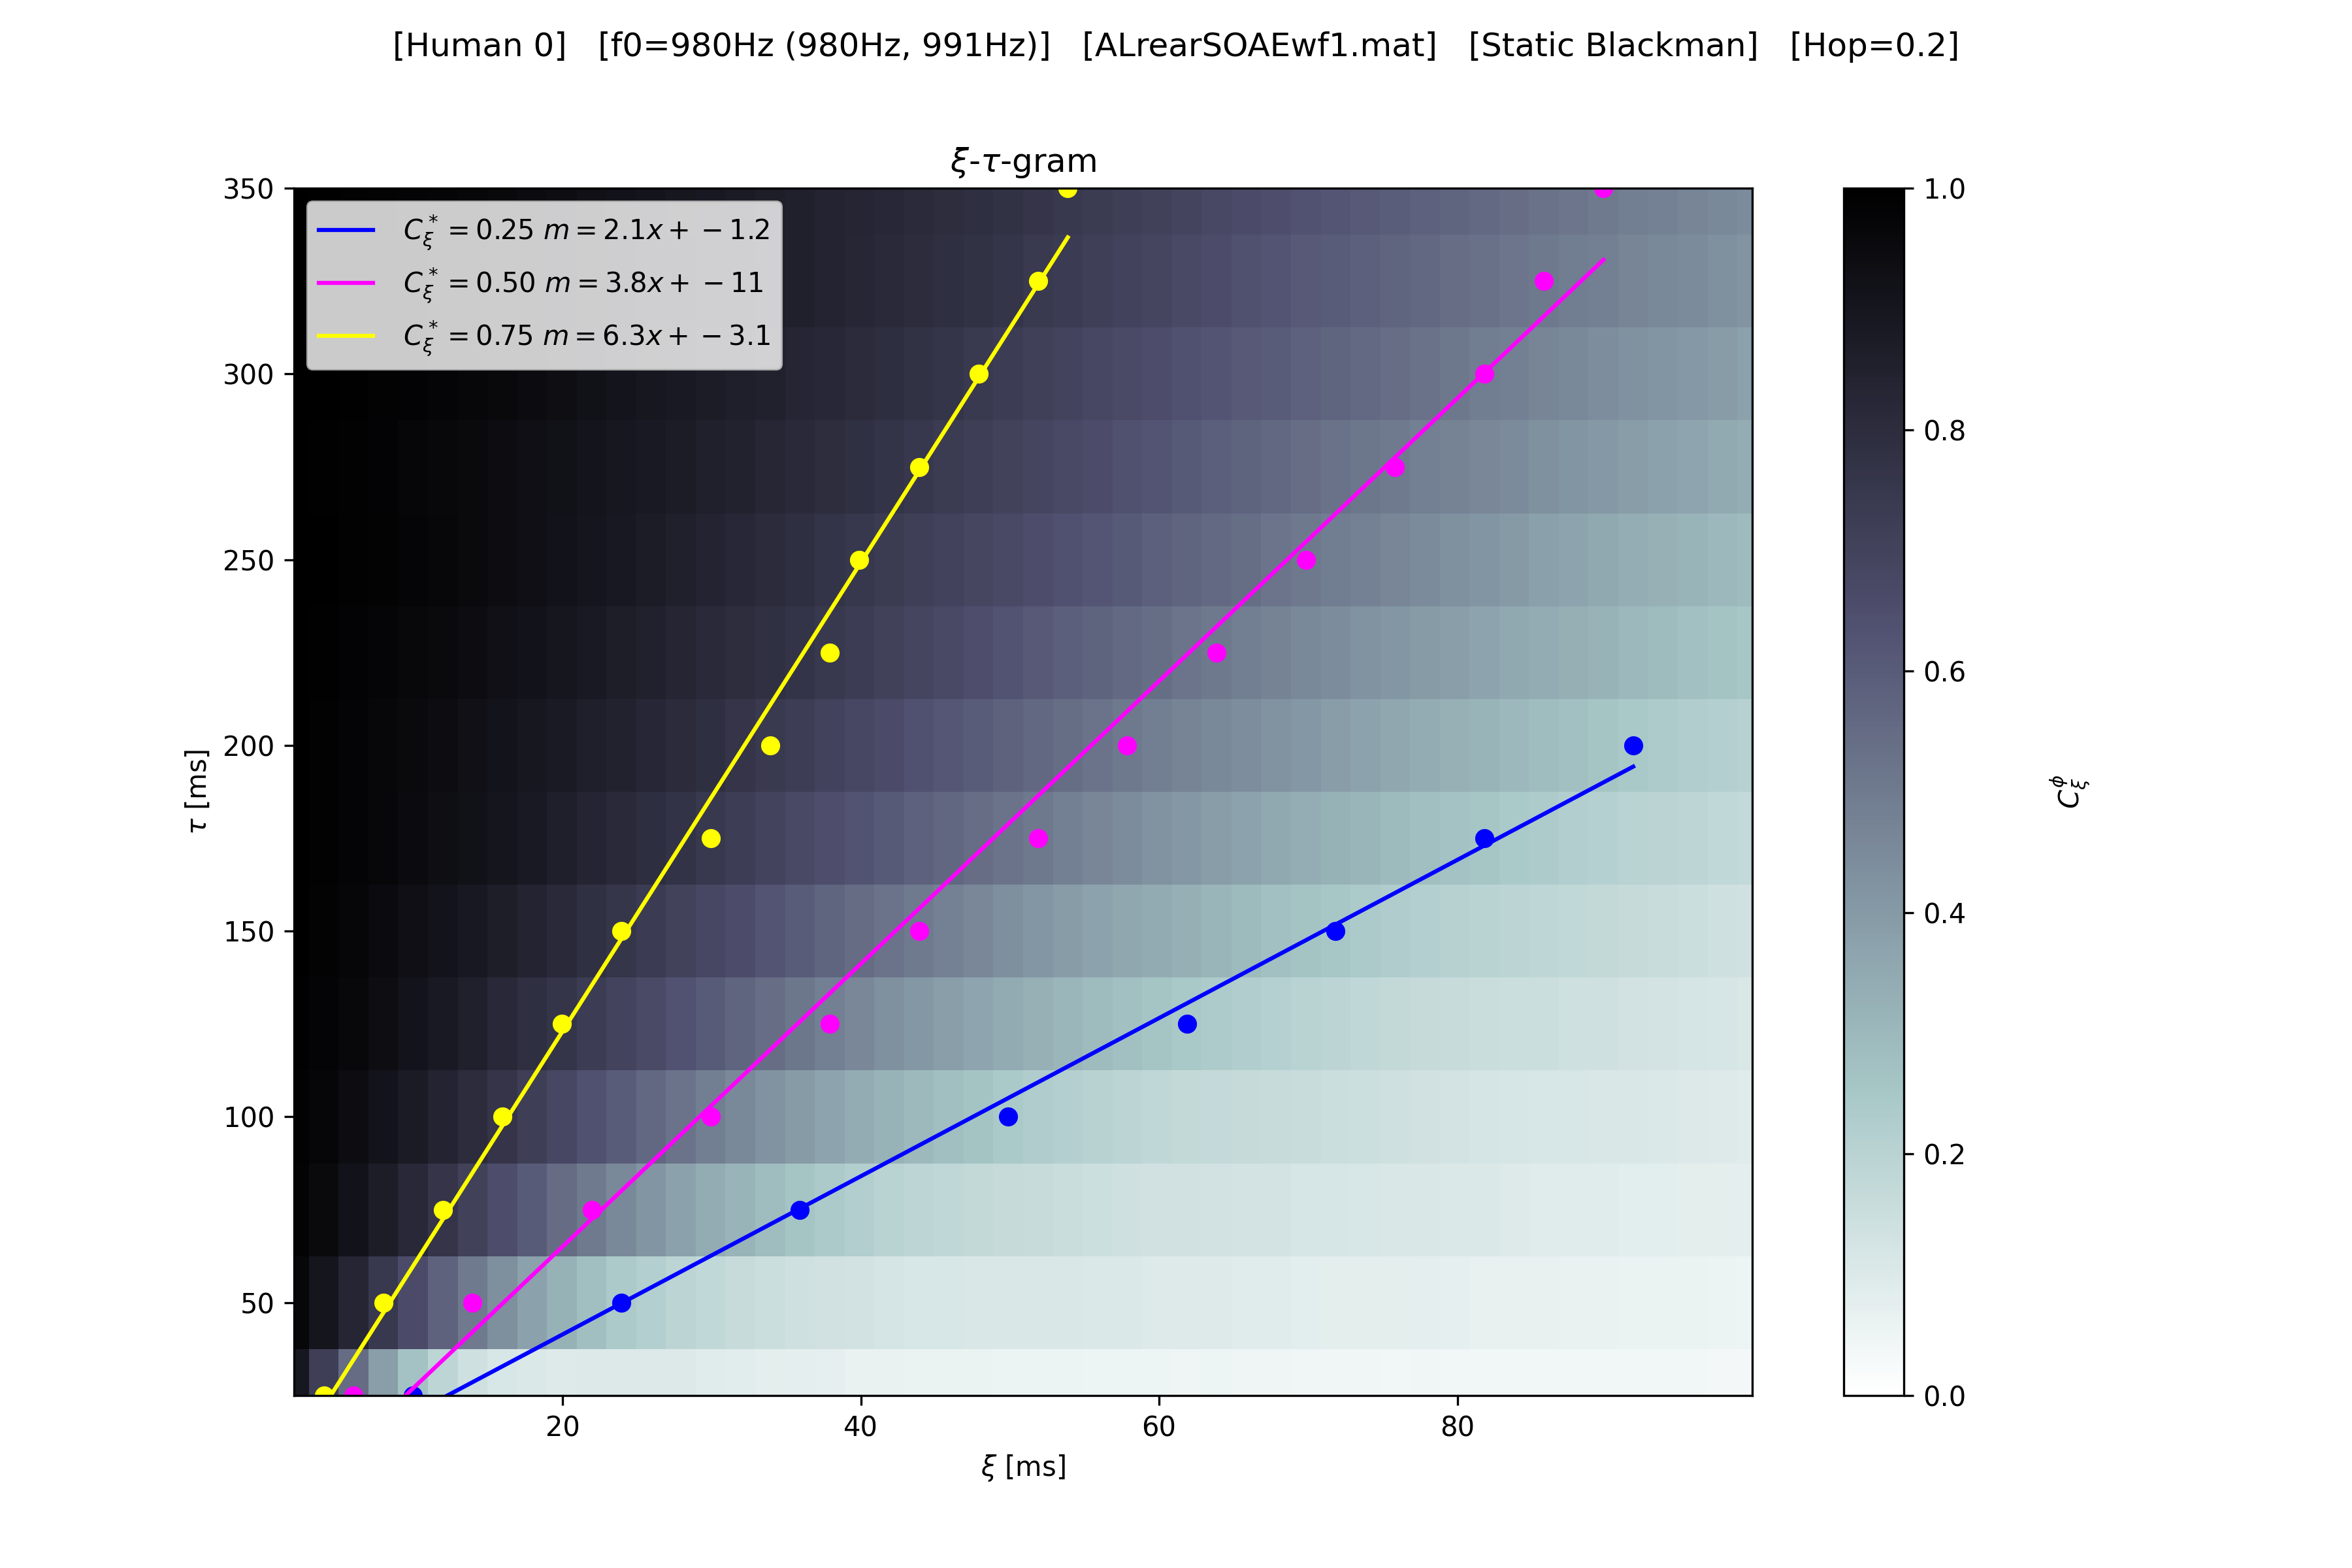 [Human 0] [f0=980Hz (980Hz, 991Hz)] [ALrearSOAEwf1.mat] [Static Blackman] [Hop=0.2]
ξ-τ-gram
C*ξ = 0.25 m = 2.1x + −1.2
C*ξ = 0.50 m = 3.8x + −11
C*ξ = 0.75 m = 6.3x + −3.1
350
300
250
200
150
100
50
τ [ms]
20 40 60 80
ξ [ms]
1.0
0.8
0.6
0.4
0.2
0.0
Cϕξ